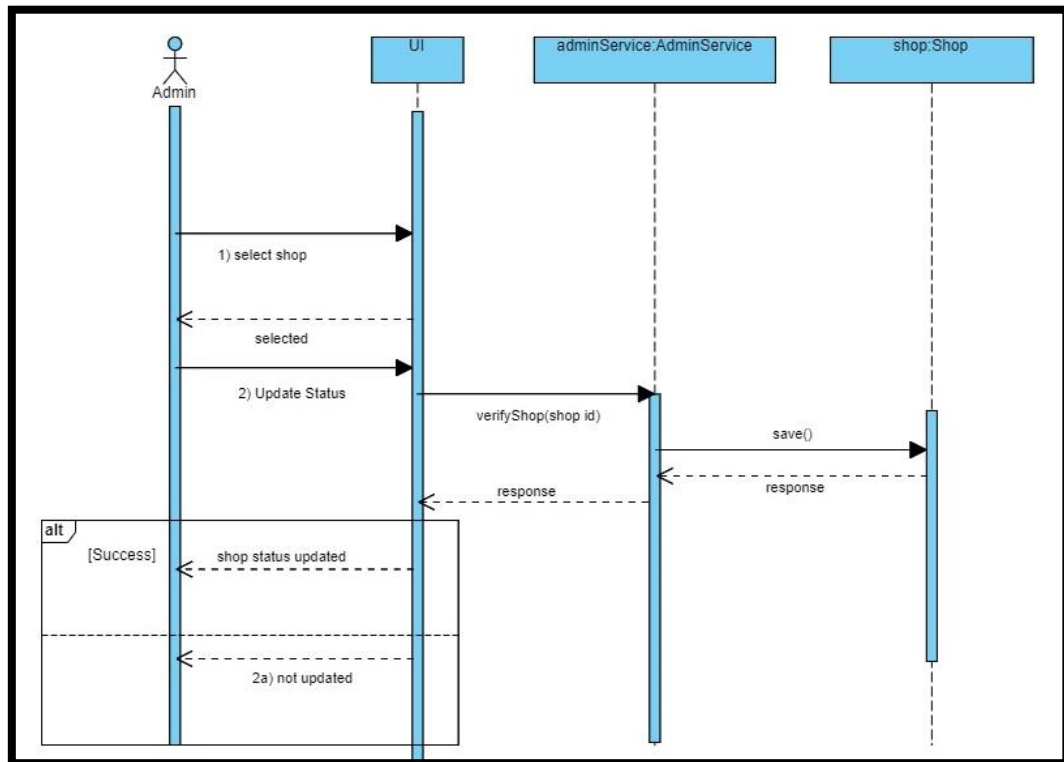 UI
adminService:AdminService
shop:Shop
Admin
1) select shop
selected
2) Update Status
verifyShop(shop id)
save()
response
response
alt
[Success]
shop status updated
2a) not updated